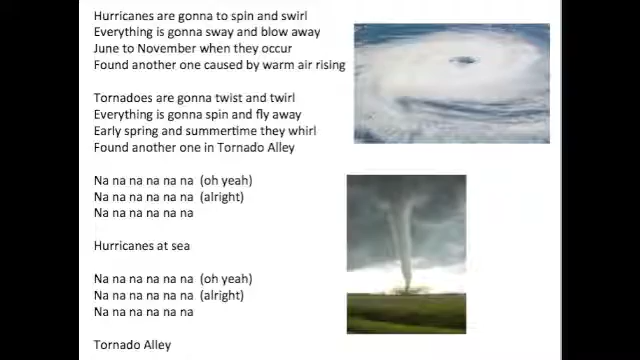 Hurricanes are gonna to spin and swirl
Everything is gonna sway and blow away
June to November when they occur
Found another one caused by warm air rising
Tornadoes are gonna twist and twirl
Everything is gonna spin and fly away
Early spring and summertime they whirl
Found another one in Tornado Alley
Na na na na na na (oh yeah)
Na na na na na na (alright)
Na na na na na na
Hurricanes at sea
Na na na na na na (oh yeah)
Na na na na na na (alright)
Na na na na na na
Tornado Alley